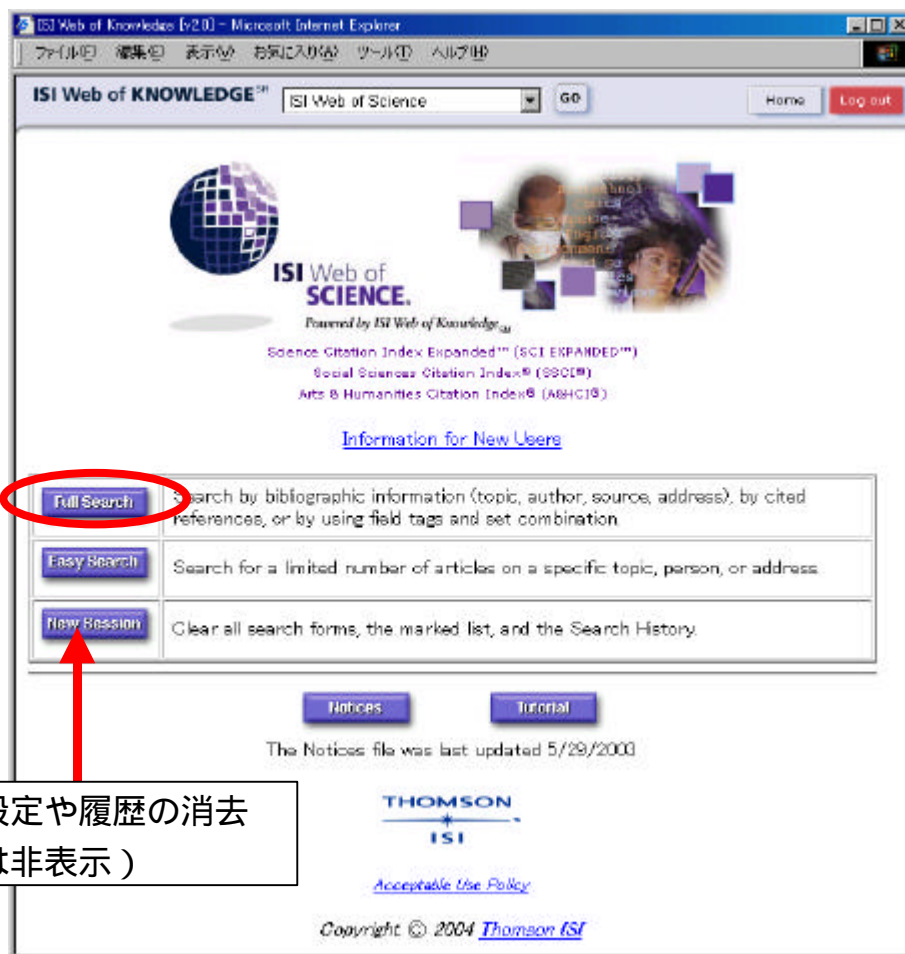 ISI Web of Knowledge [v2.0] - Microsoft Internet Explorer
ファイル(F) 編集(E) 表示(V) お気に入り(A) ツール(T) ヘルプ(H)
ISI Web of KNOWLEDGE℠ ISI Web of Science GO Home Log out
ISI Web of
SCIENCE.
Powered by ISI Web of Knowledge℠
Science Citation Index Expanded™ (SCI EXPANDED™)
Social Sciences Citation Index® (SSCI®)
Arts & Humanities Citation Index® (A&HCI®)
Information for New Users
Full Search Search by bibliographic information (topic, author, source, address), by cited
references, or by using field tags and set combination.
Easy Search Search for a limited number of articles on a specific topic, person, or address.
New Session Clear all search forms, the marked list, and the Search History.
Notices Tutorial
The Notices file was last updated 5/29/2003
設定や履歴の消去
は非表示）
THOMSON
ISI
Acceptable Use Policy
Copyright © 2004 Thomson ISI